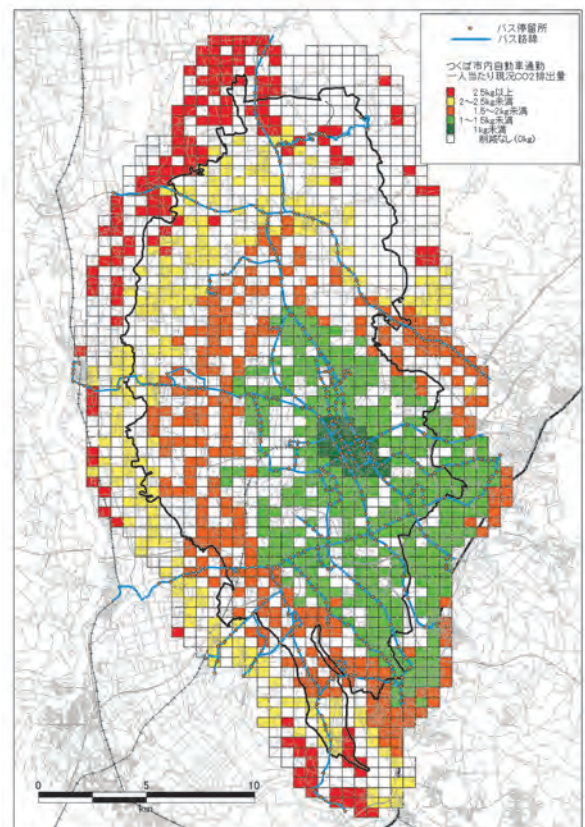 バス停留所
バス路線
つくば市内自動車通勤
一人当たり現況CO2排出量
2.5kg以上
2～2.5kg未満
1.5～2kg未満
1～1.5kg未満
1kg未満
削減なし(0kg)
0 5 10
km